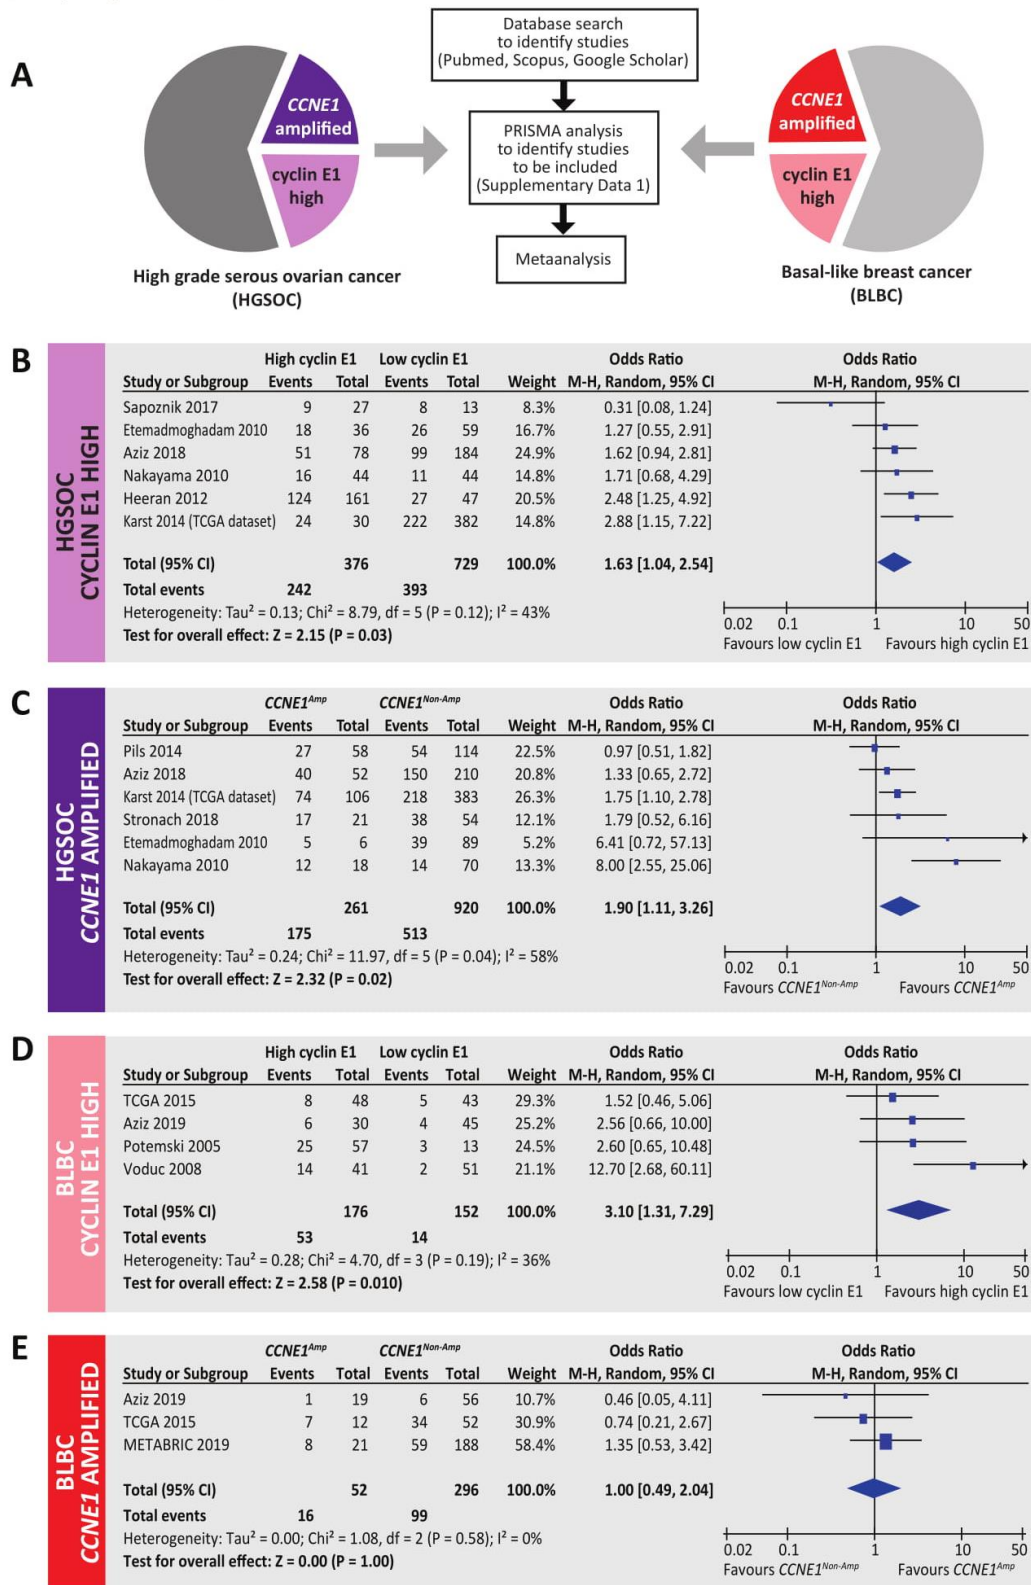 A
CCNE1
amplified
cyclin E1
high
High grade serous ovarian cancer
(HGSOC)
Database search
to identify studies
(Pubmed, Scopus, Google Scholar)
PRISMA analysis
to identify studies
to be included
(Supplementary Data 1)
Metaanalysis
CCNE1
amplified
cyclin E1
high
Basal-like breast cancer
(BLBC)
B
HGSOC
CYCLIN E1 HIGH
High cyclin E1 Low cyclin E1 Odds Ratio Odds Ratio
Study or Subgroup Events Total Events Total Weight M-H, Random, 95% CI M-H, Random, 95% CI
Sapoznik 2017 9 27 8 13 8.3% 0.31 [0.08, 1.24]
Etemadmoghadam 2010 18 36 26 59 16.7% 1.27 [0.55, 2.91]
Aziz 2018 51 78 99 184 24.9% 1.62 [0.94, 2.81]
Nakayama 2010 16 44 11 44 14.8% 1.71 [0.68, 4.29]
Heeran 2012 124 161 27 47 20.5% 2.48 [1.25, 4.92]
Karst 2014 (TCGA dataset) 24 30 222 382 14.8% 2.88 [1.15, 7.22]
Total (95% CI) 376 729 100.0% 1.63 [1.04, 2.54]
Total events 242 393
Heterogeneity: Tau² = 0.13; Chi² = 8.79, df = 5 (P = 0.12); I² = 43%
Test for overall effect: Z = 2.15 (P = 0.03)
0.02 0.1 1 10 50
Favours low cyclin E1 Favours high cyclin E1
C
HGSOC
CCNE1 AMPLIFIED
CCNE1Amp CCNE1Non-Amp Odds Ratio Odds Ratio
Study or Subgroup Events Total Events Total Weight M-H, Random, 95% CI M-H, Random, 95% CI
Pils 2014 27 58 54 114 22.5% 0.97 [0.51, 1.82]
Aziz 2018 40 52 150 210 20.8% 1.33 [0.65, 2.72]
Karst 2014 (TCGA dataset) 74 106 218 383 26.3% 1.75 [1.10, 2.78]
Stronach 2018 17 21 38 54 12.1% 1.79 [0.52, 6.16]
Etemadmoghadam 2010 5 6 39 89 5.2% 6.41 [0.72, 57.13]
Nakayama 2010 12 18 14 70 13.3% 8.00 [2.55, 25.06]
Total (95% CI) 261 920 100.0% 1.90 [1.11, 3.26]
Total events 175 513
Heterogeneity: Tau² = 0.24; Chi² = 11.97, df = 5 (P = 0.04); I² = 58%
Test for overall effect: Z = 2.32 (P = 0.02)
0.02 0.1 1 10 50
Favours CCNE1Non-Amp Favours CCNE1Amp
D
BLBC
CYCLIN E1 HIGH
High cyclin E1 Low cyclin E1 Odds Ratio Odds Ratio
Study or Subgroup Events Total Events Total Weight M-H, Random, 95% CI M-H, Random, 95% CI
TCGA 2015 8 48 5 43 29.3% 1.52 [0.46, 5.06]
Aziz 2019 6 30 4 45 25.2% 2.56 [0.66, 10.00]
Potemski 2005 25 57 3 13 24.5% 2.60 [0.65, 10.48]
Voduc 2008 14 41 2 51 21.1% 12.70 [2.68, 60.11]
Total (95% CI) 176 152 100.0% 3.10 [1.31, 7.29]
Total events 53 14
Heterogeneity: Tau² = 0.28; Chi² = 4.70, df = 3 (P = 0.19); I² = 36%
Test for overall effect: Z = 2.58 (P = 0.010)
0.02 0.1 1 10 50
Favours low cyclin E1 Favours high cyclin E1
E
BLBC
CCNE1 AMPLIFIED
CCNE1Amp CCNE1Non-Amp Odds Ratio Odds Ratio
Study or Subgroup Events Total Events Total Weight M-H, Random, 95% CI M-H, Random, 95% CI
Aziz 2019 1 19 6 56 10.7% 0.46 [0.05, 4.11]
TCGA 2015 7 12 34 52 30.9% 0.74 [0.21, 2.67]
METABRIC 2019 8 21 59 188 58.4% 1.35 [0.53, 3.42]
Total (95% CI) 52 296 100.0% 1.00 [0.49, 2.04]
Total events 16 99
Heterogeneity: Tau² = 0.00; Chi² = 1.08, df = 2 (P = 0.58); I² = 0%
Test for overall effect: Z = 0.00 (P = 1.00)
0.02 0.1 1 10 50
Favours CCNE1Non-Amp Favours CCNE1Amp